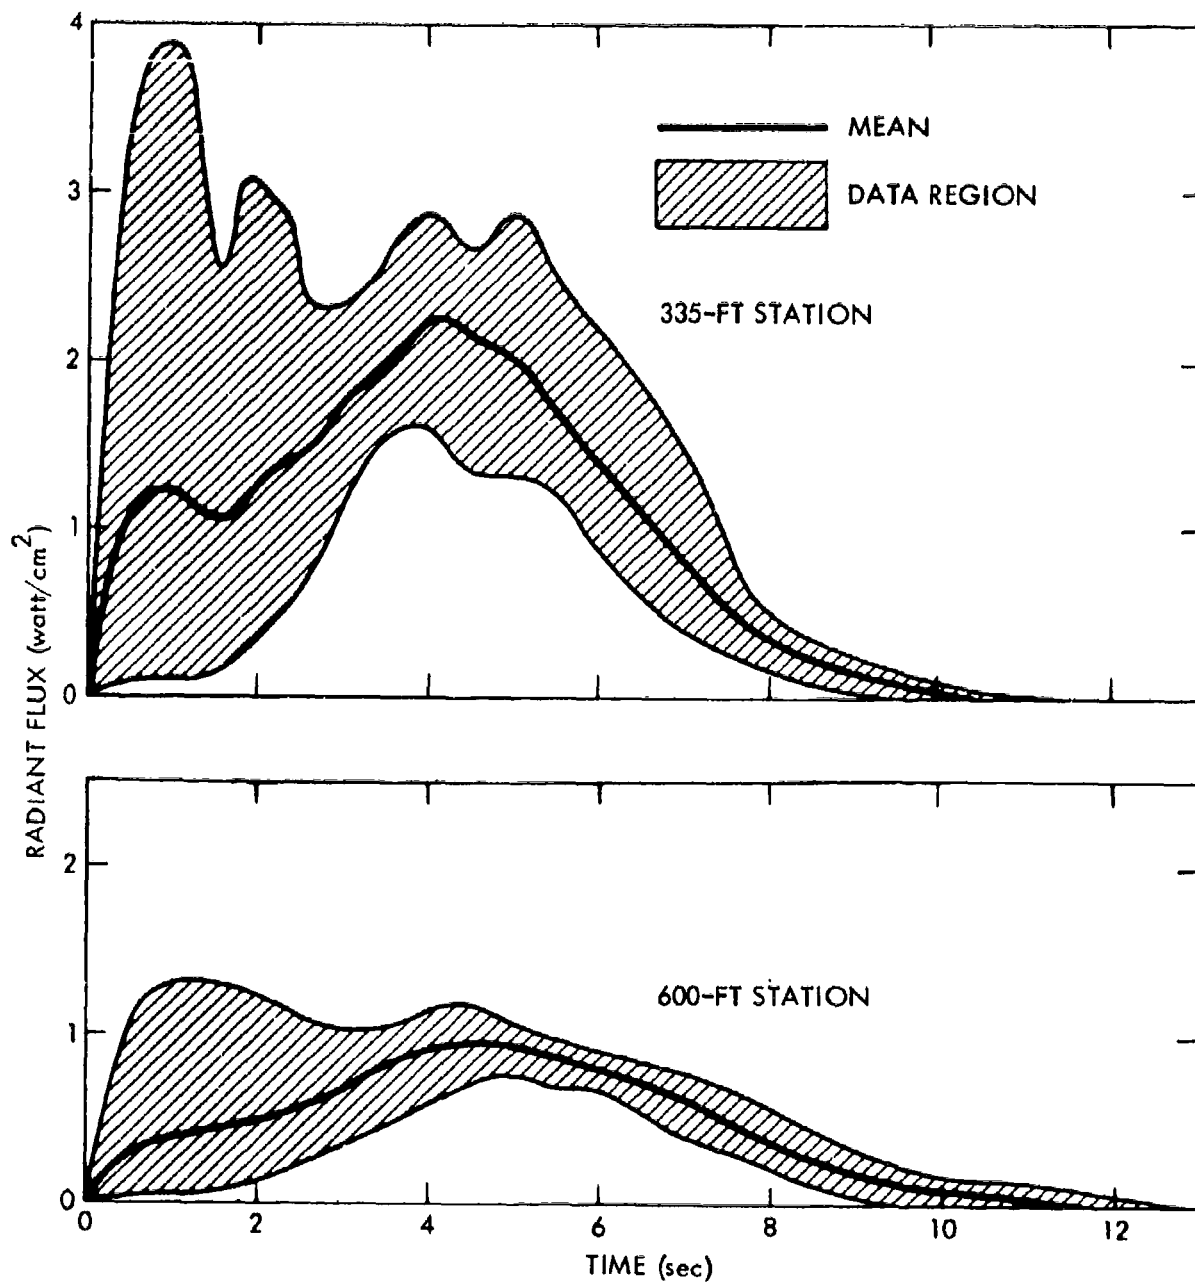 4
3
2
1
0
MEAN
DATA REGION
335-FT STATION
RADIANT FLUX (watt/cm²)
2
1
0
600-FT STATION
0 2 4 6 8 10 12
TIME (sec)